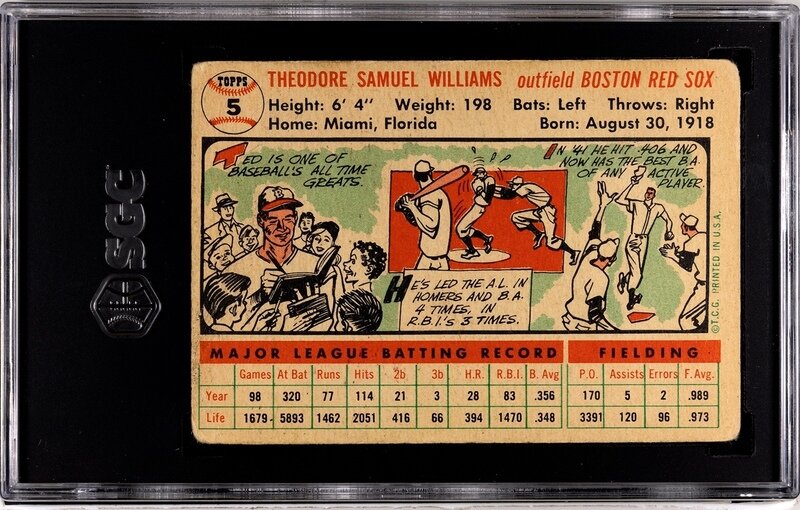 TOPPS
5
THEODORE SAMUEL WILLIAMS outfield BOSTON RED SOX
Height: 6' 4" Weight: 198 Bats: Left Throws: Right
Home: Miami, Florida Born: August 30, 1918
TED IS ONE OF
BASEBALL'S ALL TIME
GREATS.
HE'S LED THE A.L. IN
HOMERS AND B.A.
4 TIMES, IN
R.B.I.'S 3 TIMES.
IN '41 HE HIT .406 AND
NOW HAS THE BEST B.A.
OF ANY ACTIVE
PLAYER.
B
©T.C.G. PRINTED IN U.S.A.
SGC
MAJOR LEAGUE BATTING RECORD FIELDING
Games At Bat Runs Hits 2b 3b H.R. R.B.I. B. Avg P.O. Assists Errors F. Avg.
Year 98 320 77 114 21 3 28 83 .356 170 5 2 .989
Life 1679 5893 1462 2051 416 66 394 1470 .348 3391 120 96 .973